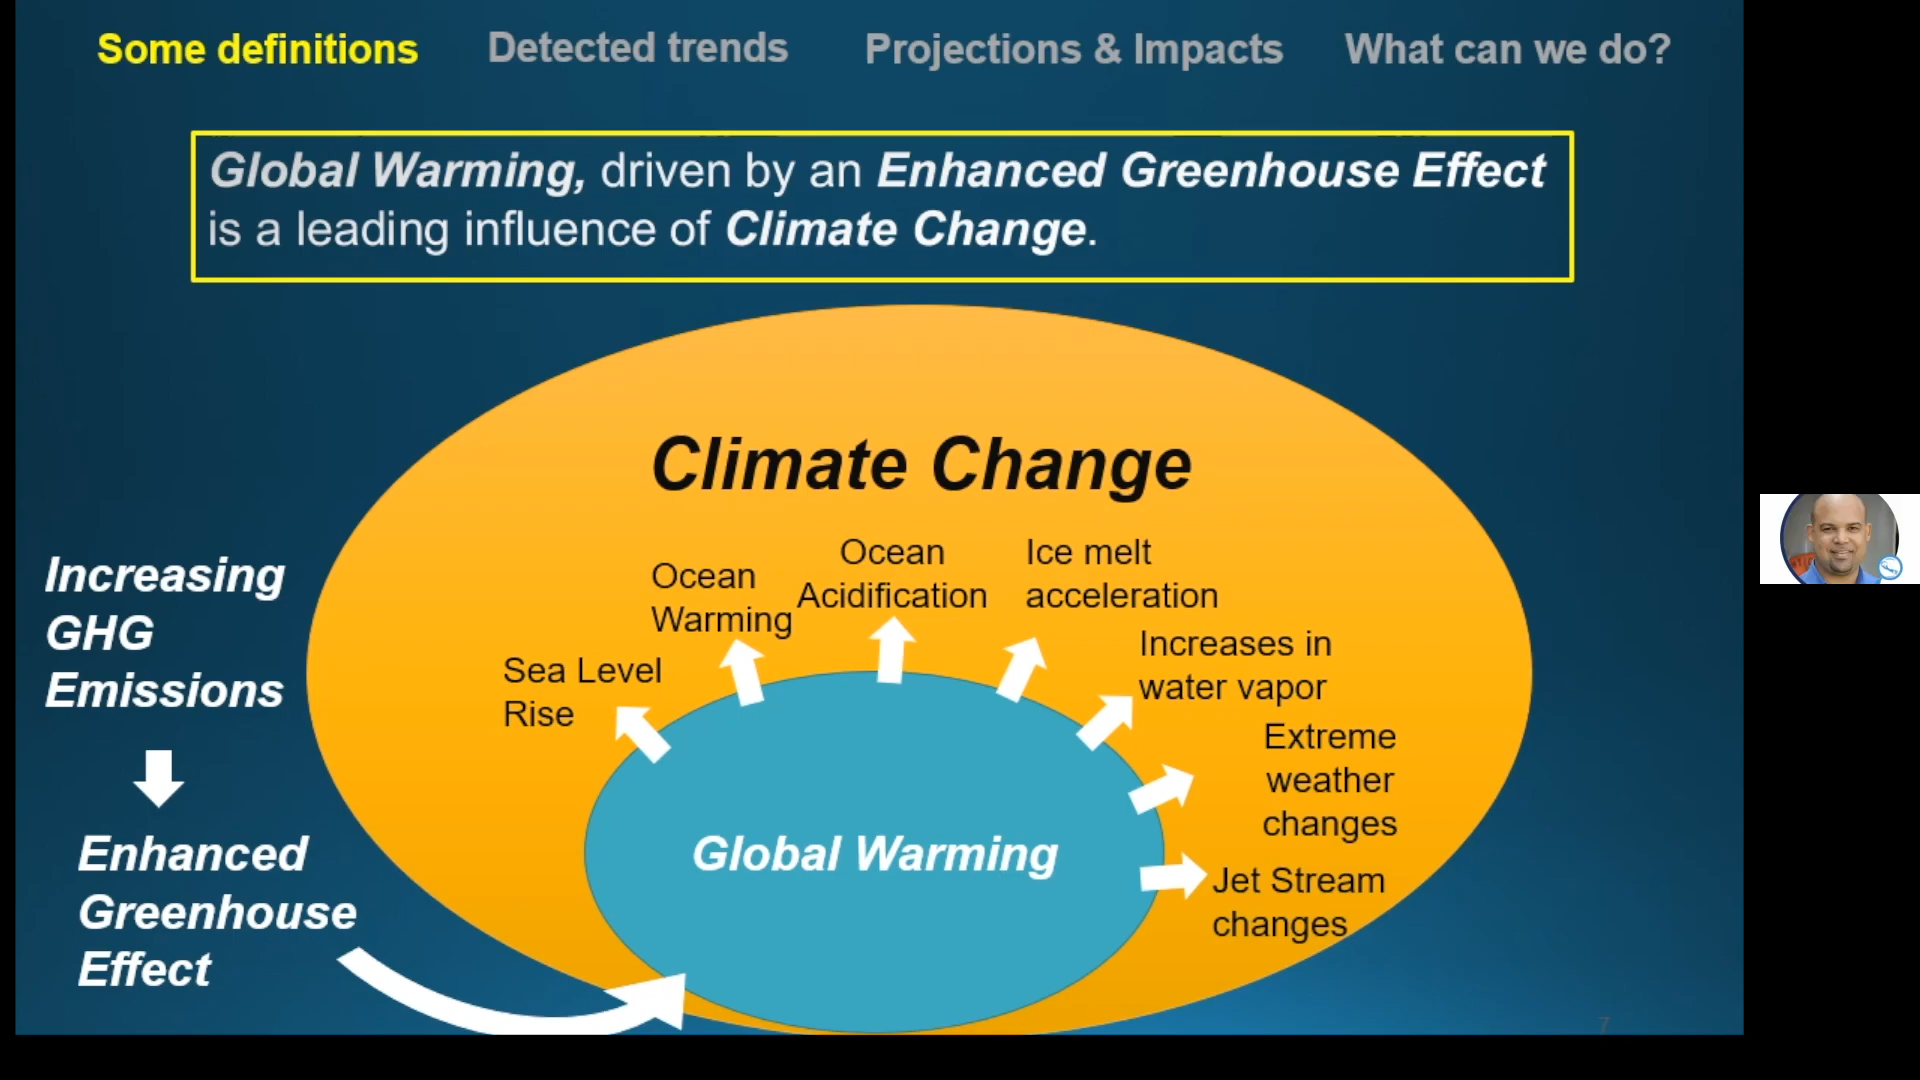 Some definitions
Detected trends
Projections & Impacts
What can we do?
Global Warming, driven by an Enhanced Greenhouse Effect
is a leading influence of Climate Change.
Climate Change
Increasing
GHG
Emissions
Enhanced
Greenhouse
Effect
Sea Level
Rise
Ocean
Warming
Ocean
Acidification
Ice melt
acceleration
Increases in
water vapor
Extreme
weather
changes
Jet Stream
changes
Global Warming
7